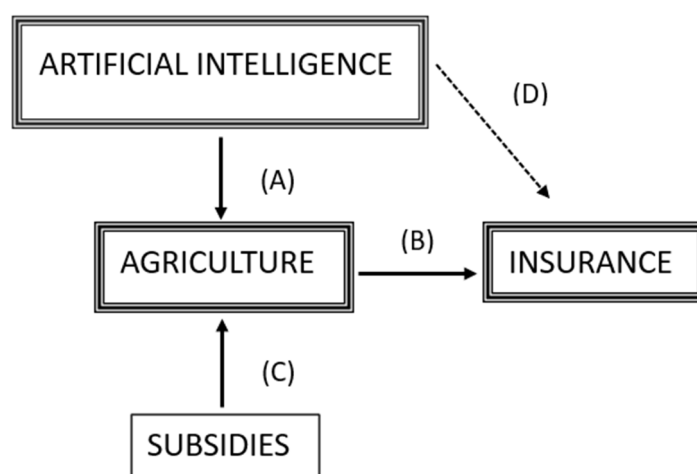 ARTIFICIAL INTELLIGENCE
(D)
(A)
AGRICULTURE
(B)
INSURANCE
(C)
SUBSIDIES